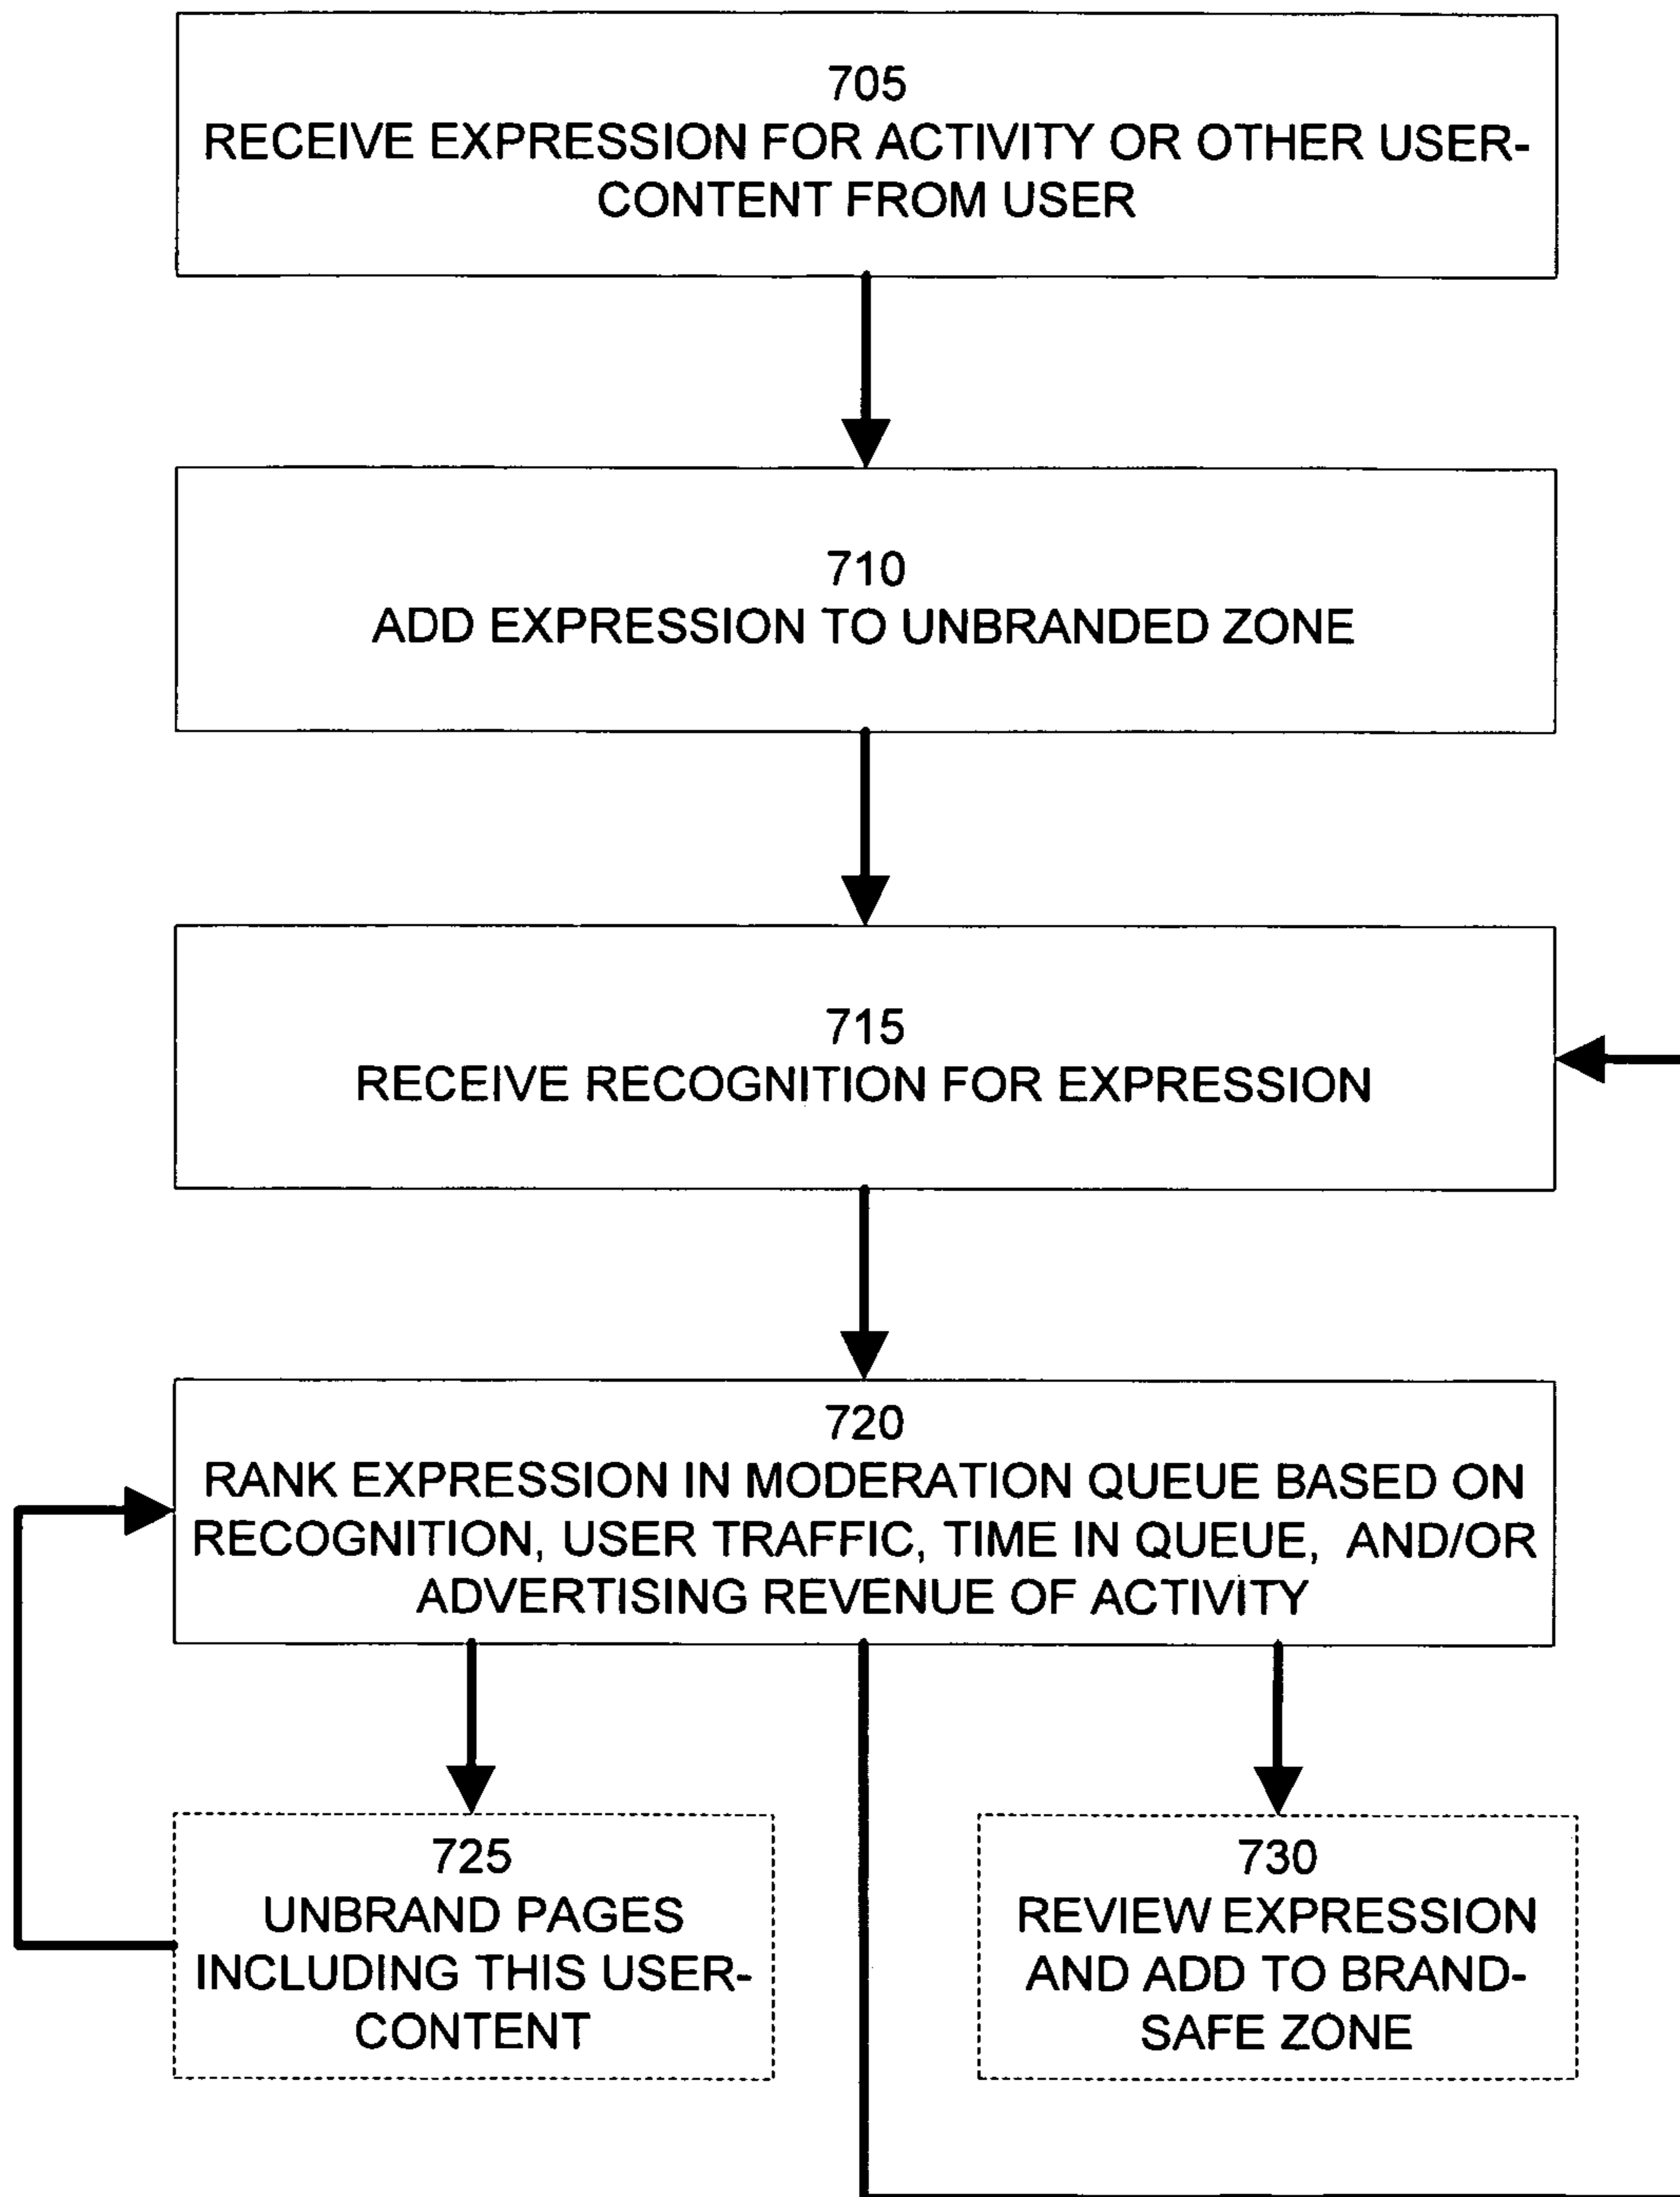 705
RECEIVE EXPRESSION FOR ACTIVITY OR OTHER USER-
CONTENT FROM USER
710
ADD EXPRESSION TO UNBRANDED ZONE
715
RECEIVE RECOGNITION FOR EXPRESSION
720
RANK EXPRESSION IN MODERATION QUEUE BASED ON
RECOGNITION, USER TRAFFIC, TIME IN QUEUE, AND/OR
ADVERTISING REVENUE OF ACTIVITY
725
UNBRAND PAGES
INCLUDING THIS USER-
CONTENT
730
REVIEW EXPRESSION
AND ADD TO BRAND-
SAFE ZONE